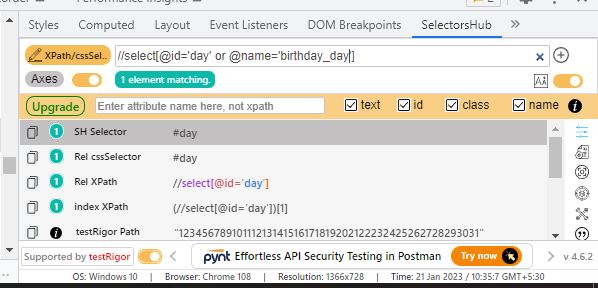 Performance Insights
2
Styles Computed Layout Event Listeners DOM Breakpoints SelectorsHub
XPath/cssSel.. //select[@id='day' or @name='birthday_day']
Axes 1 element matching.
Upgrade Enter attribute name here, not xpath text id class name
1 SH Selector #day
1 Rel cssSelector #day
1 Rel XPath //select[@id='day']
1 index XPath (//select[@id='day'])[1]
testRigor Path "12345678910111213141516171819202122232425262728293031"
Supported by testRigor pynt Effortless API Security Testing in Postman Try now > v 4.6.2
OS: Windows 10 | Browser: Chrome 108 | Resolution: 1366x728 | Time: 21 Jan 2023 / 10:35:7 GMT+5:30